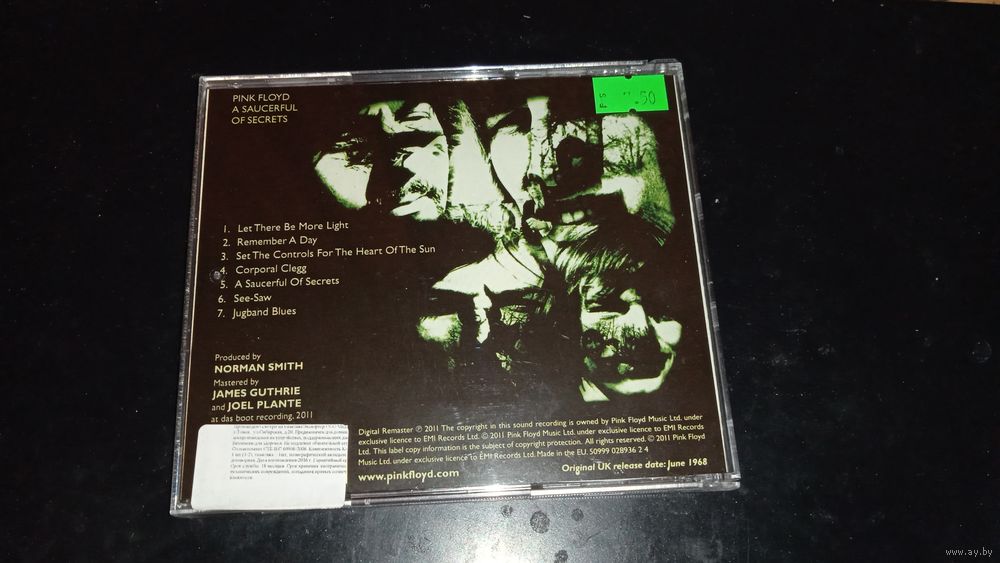 PINK FLOYD
A SAUCERFUL
OF SECRETS
.50
1. Let There Be More Light
2. Remember A Day
3. Set The Controls For The Heart Of The Sun
4. Corporal Clegg
5. A Saucerful Of Secrets
6. See-Saw
7. Jugband Blues
Produced by
NORMAN SMITH
Mastered by
JAMES GUTHRIE
and JOEL PLANTE
at das boot recording, 2011
Digital Remaster ℗ 2011 The copyright in this sound recording is owned by Pink Floyd Music Ltd. under
exclusive licence to EMI Records Ltd. © 2011 Pink Floyd Music Ltd. under exclusive licence to EMI Records
Ltd. This label copy information is the subject of copyright protection. All rights reserved. © 2011 Pink Floyd
Music Ltd. under exclusive licence to EMI Records Ltd. Made in the EU. 50999 028936 2 4
www.pinkfloyd.com
Original UK release date: June 1968
www.ay.by